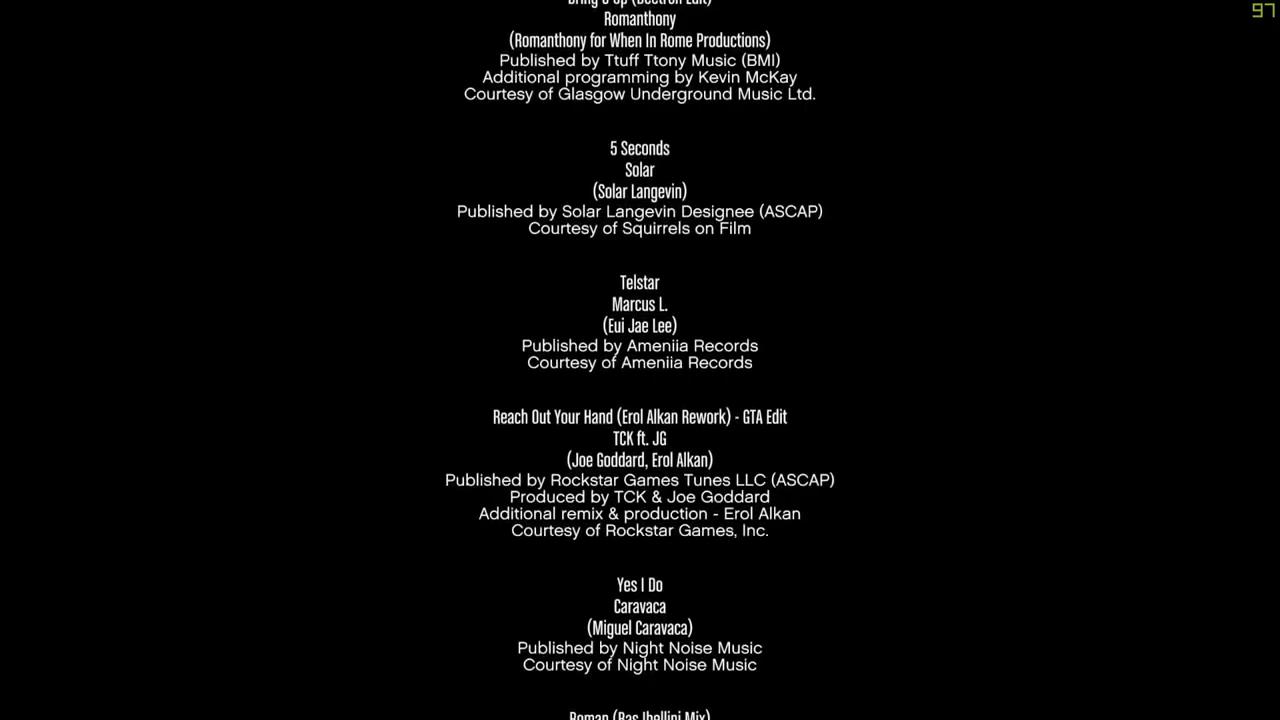 97
Romanthony
(Romanthony for When In Rome Productions)
Published by Ttuff Ttony Music (BMI)
Additional programming by Kevin McKay
Courtesy of Glasgow Underground Music Ltd.
5 Seconds
Solar
(Solar Langevin)
Published by Solar Langevin Designee (ASCAP)
Courtesy of Squirrels on Film
Telstar
Marcus L.
(Eui Jae Lee)
Published by Ameniia Records
Courtesy of Ameniia Records
Reach Out Your Hand (Erol Alkan Rework) - GTA Edit
TCK ft. JG
(Joe Goddard, Erol Alkan)
Published by Rockstar Games Tunes LLC (ASCAP)
Produced by TCK & Joe Goddard
Additional remix & production - Erol Alkan
Courtesy of Rockstar Games, Inc.
Yes I Do
Caravaca
(Miguel Caravaca)
Published by Night Noise Music
Courtesy of Night Noise Music